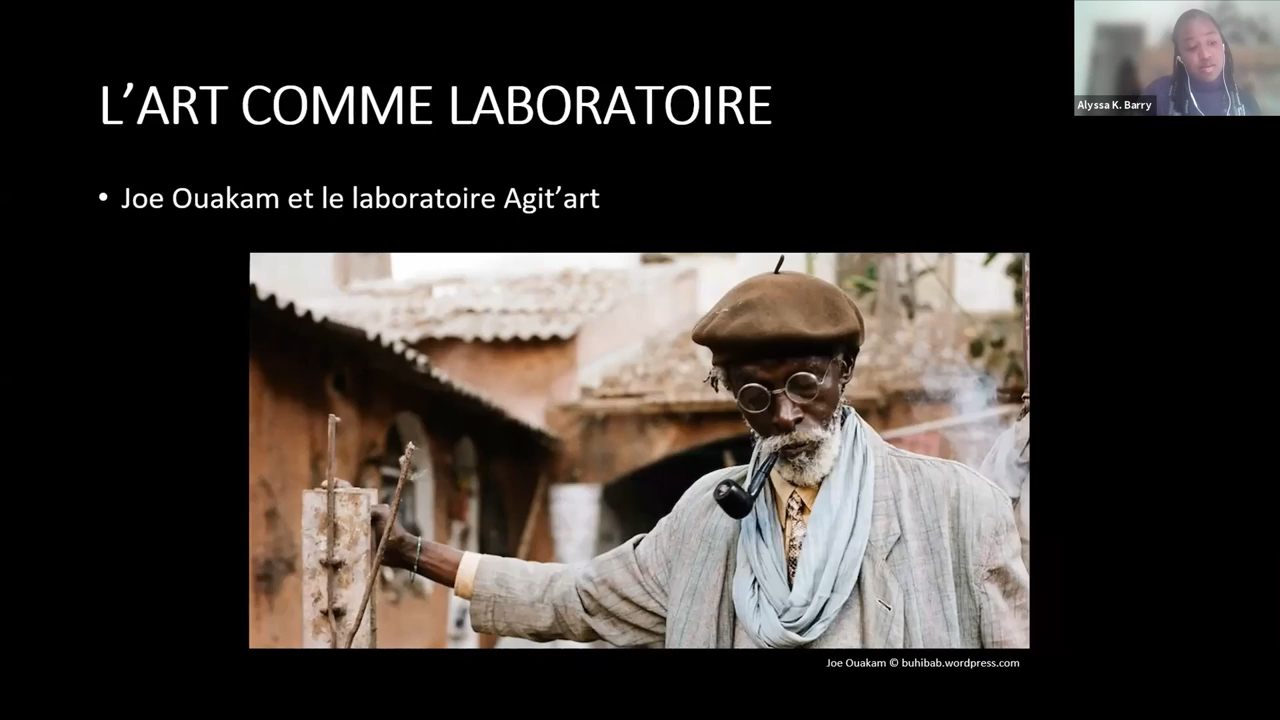 L’ART COMME LABORATOIRE
Alyssa K. Barry
• Joe Ouakam et le laboratoire Agit’art
Joe Ouakam © buhibab.wordpress.com